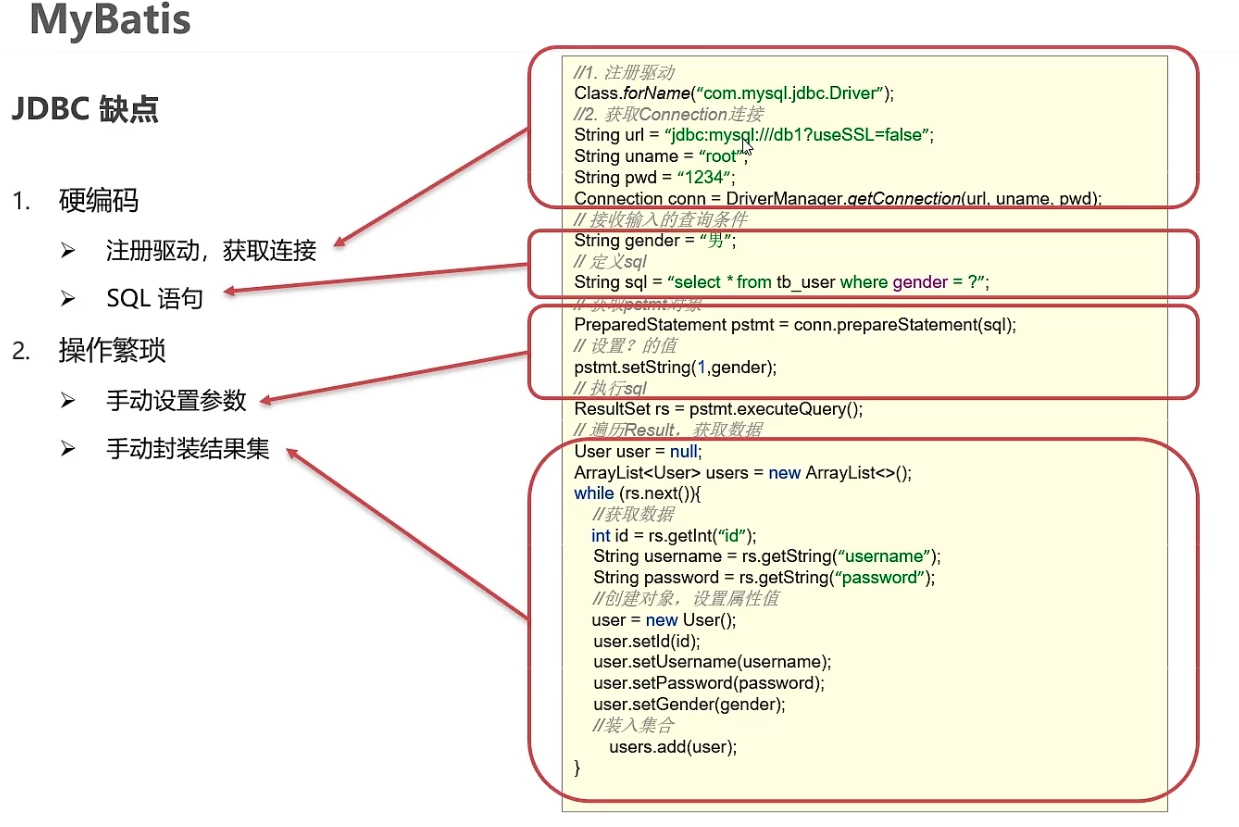 MyBatis
JDBC 缺点
1. 硬编码
➢ 注册驱动，获取连接
➢ SQL 语句
2. 操作繁琐
➢ 手动设置参数
➢ 手动封装结果集
//1. 注册驱动
Class.forName(“com.mysql.jdbc.Driver”);
//2. 获取Connection连接
String url = “jdbc:mysql:///db1?useSSL=false”;
String uname = “root”;
String pwd = “1234”;
Connection conn = DriverManager.getConnection(url, uname, pwd);
// 接收输入的查询条件
String gender = “男”;
// 定义sql
String sql = “select * from tb_user where gender = ?”;
// 获取pstmt对象
PreparedStatement pstmt = conn.prepareStatement(sql);
// 设置？的值
pstmt.setString(1,gender);
// 执行sql
ResultSet rs = pstmt.executeQuery();
// 遍历Result，获取数据
User user = null;
ArrayList<User> users = new ArrayList<>();
while (rs.next()){
//获取数据
int id = rs.getInt(“id”);
String username = rs.getString(“username”);
String password = rs.getString(“password”);
//创建对象，设置属性值
user = new User();
user.setId(id);
user.setUsername(username);
user.setPassword(password);
user.setGender(gender);
//装入集合
users.add(user);
}